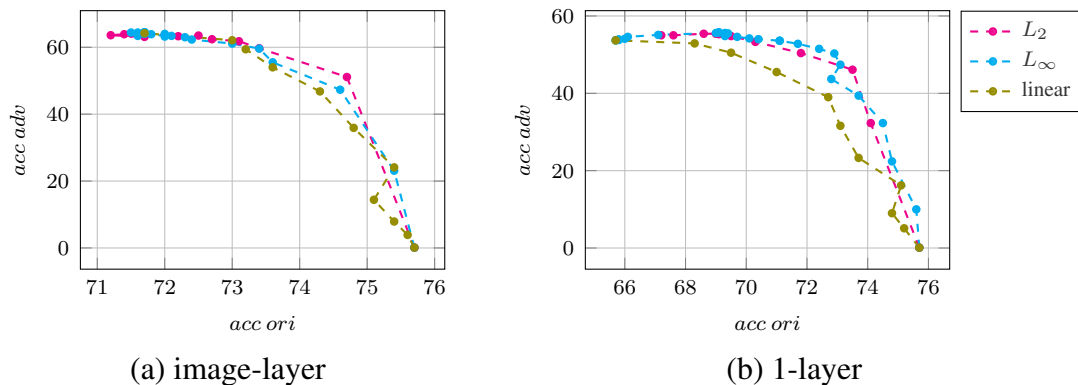 60
40
20
0
acc adv
71 72 73 74 75 76
acc ori
(a) image-layer
60
40
20
0
acc adv
66 68 70 72 74 76
acc ori
(b) 1-layer
L₂
L∞
linear